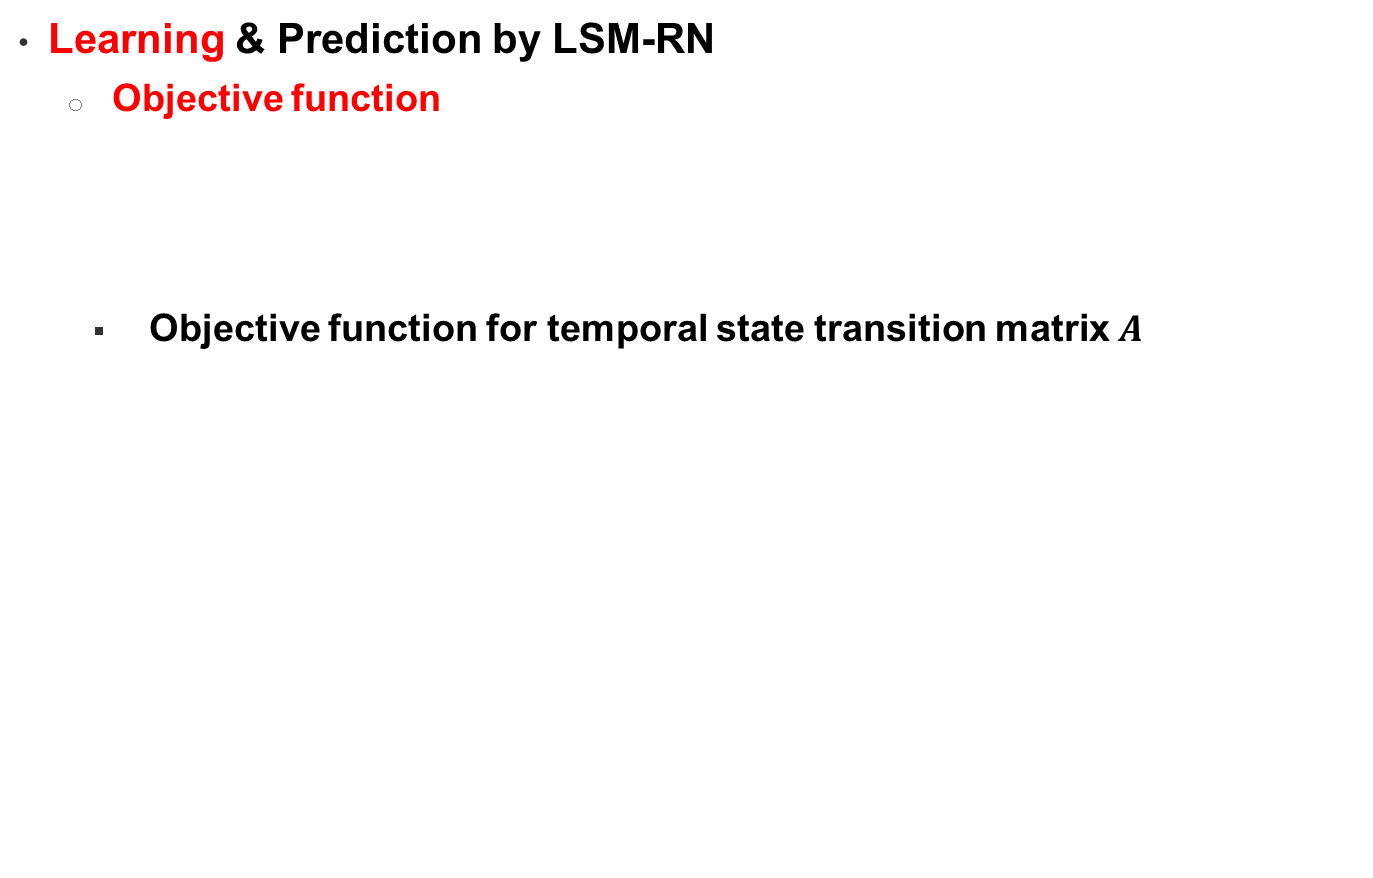 • Learning & Prediction by LSM-RN
○ Objective function
▪ Objective function for temporal state transition matrix 𝑨